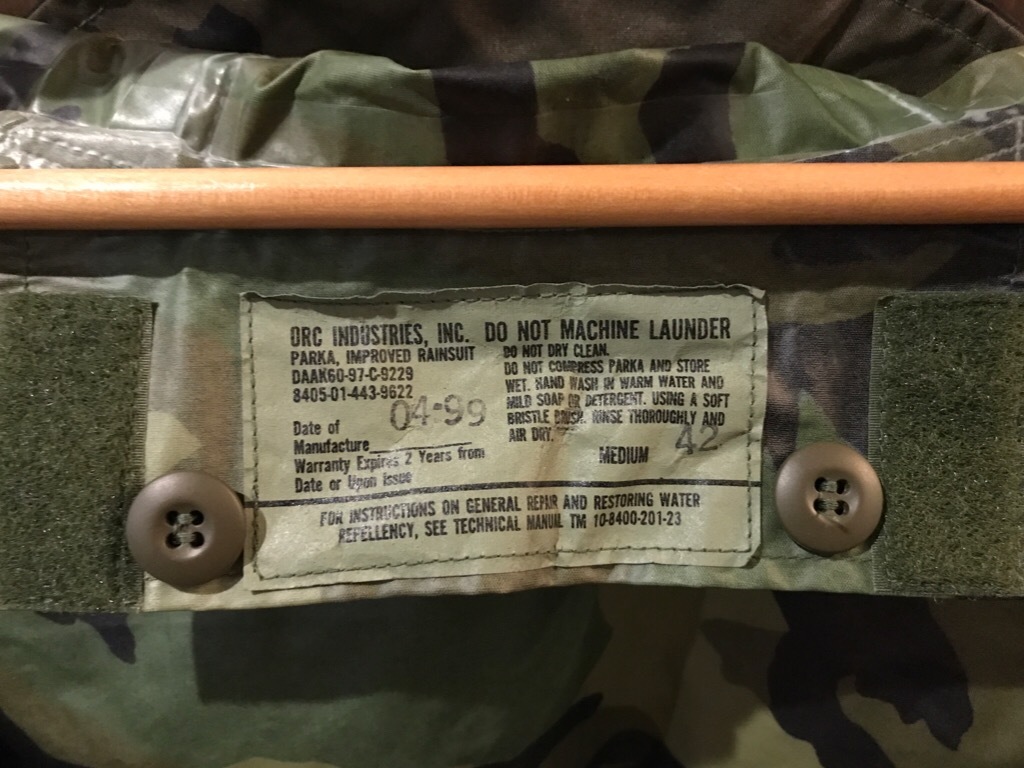 ORC INDUSTRIES, INC.
PARKA, IMPROVED RAINSUIT
DAAK60-97-C-9229
8405-01-443-9622
Date of 04-99
Manufacture
Warranty Expires 2 Years from
Date or Upon Issue
DO NOT MACHINE LAUNDER
DO NOT DRY CLEAN.
DO NOT COMPRESS PARKA AND STORE
WET. HAND WASH IN WARM WATER AND
MILD SOAP OR DETERGENT. USING A SOFT
BRISTLE BRUSH. RINSE THOROUGHLY AND
AIR DRY.
42
MEDIUM
FOR INSTRUCTIONS ON GENERAL REPAIR AND RESTORING WATER
REPELLENCY, SEE TECHNICAL MANUAL TM 10-8400-201-23